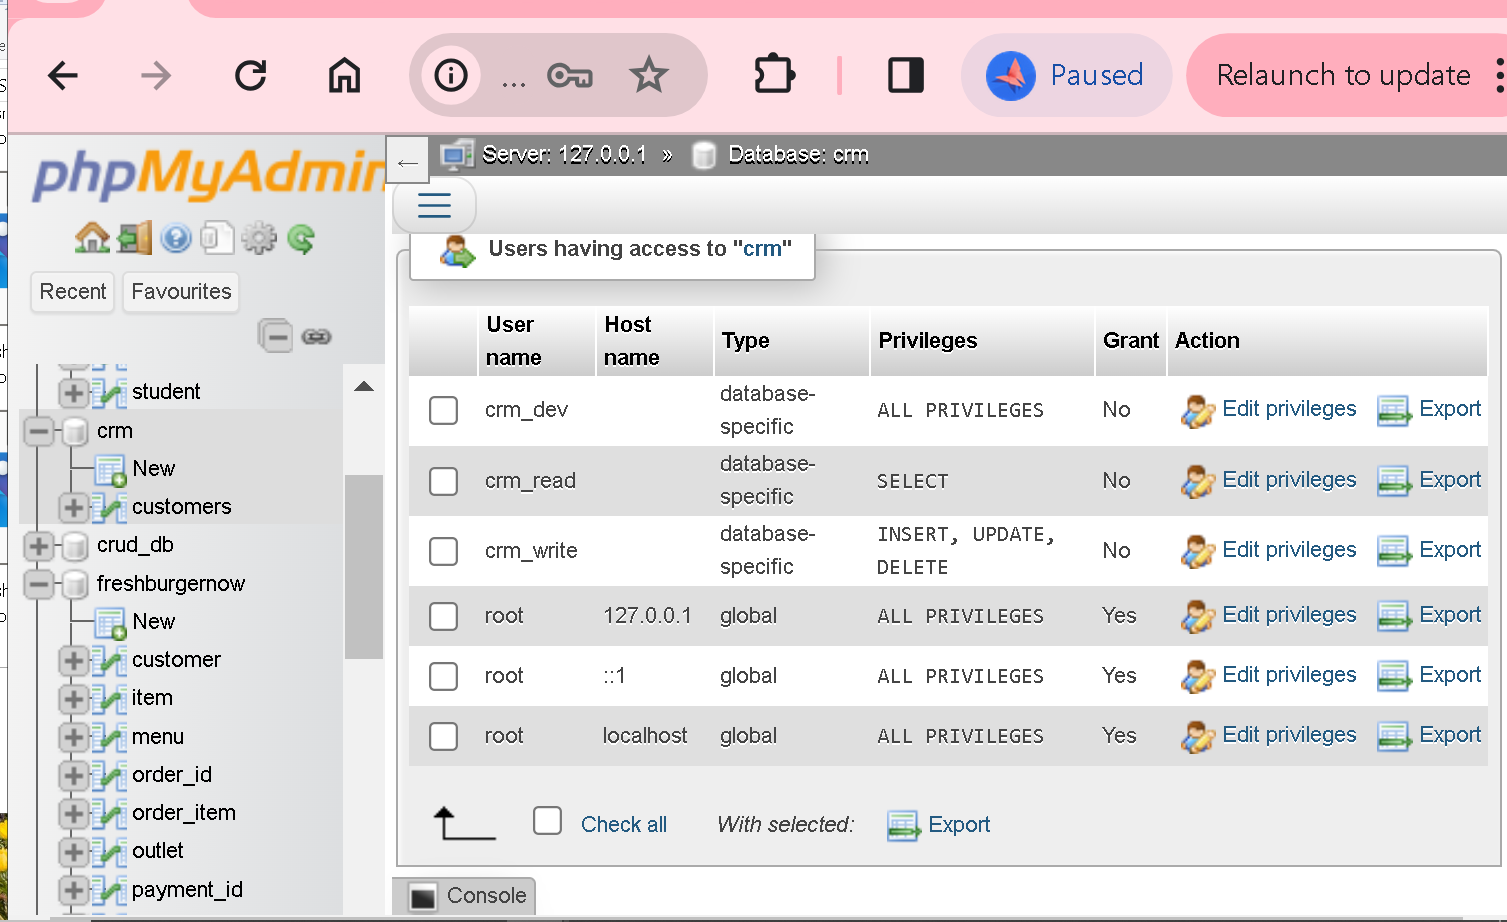 ... Paused Relaunch to update
phpMyAdmin
Recent Favourites
student
crm
New
customers
crud_db
freshburgernow
New
customer
item
menu
order_id
order_item
outlet
payment_id
← Server: 127.0.0.1 » Database: crm
Users having access to "crm"
User name Host name Type Privileges Grant Action
crm_dev database-specific ALL PRIVILEGES No Edit privileges Export
crm_read database-specific SELECT No Edit privileges Export
crm_write database-specific INSERT, UPDATE, DELETE No Edit privileges Export
root 127.0.0.1 global ALL PRIVILEGES Yes Edit privileges Export
root ::1 global ALL PRIVILEGES Yes Edit privileges Export
root localhost global ALL PRIVILEGES Yes Edit privileges Export
Check all With selected: Export
Console